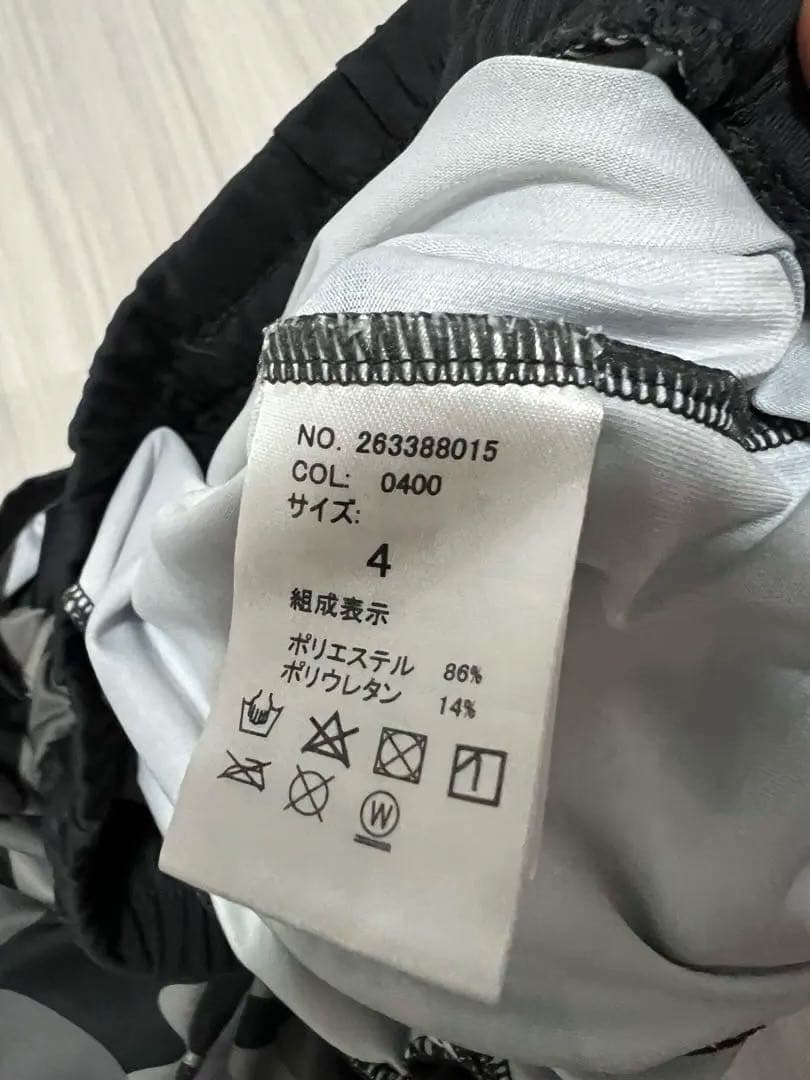 NO. 263388015
COL: 0400
サイズ:
4
組成表示
ポリエステル 86%
ポリウレタン 14%
W